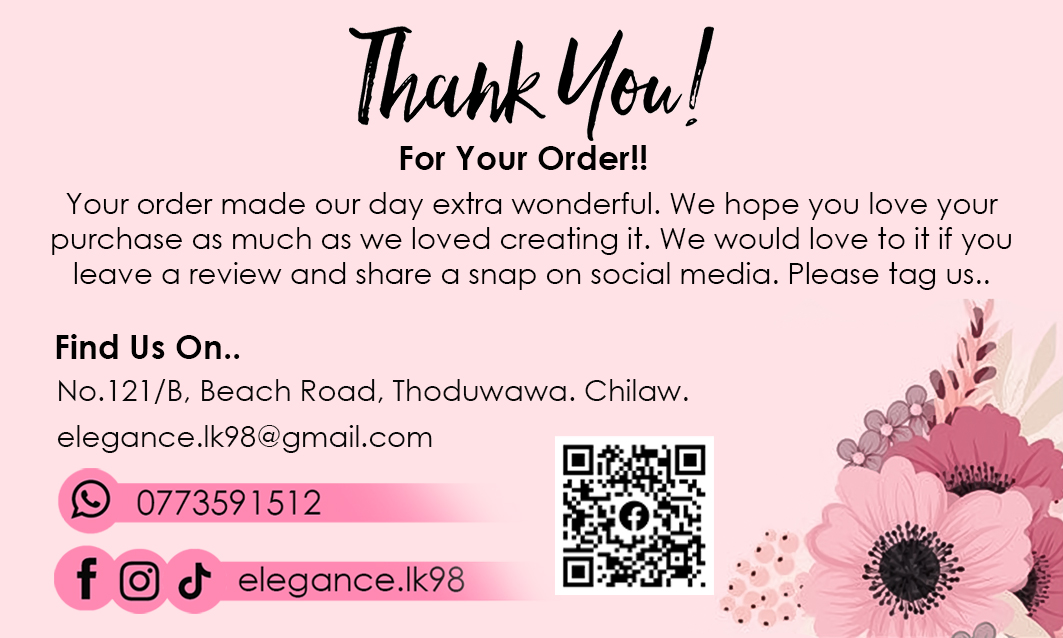 Thank You!
For Your Order!!
Your order made our day extra wonderful. We hope you love your
purchase as much as we loved creating it. We would love to it if you
leave a review and share a snap on social media. Please tag us..
Find Us On..
No.121/B, Beach Road, Thoduwawa. Chilaw.
elegance.lk98@gmail.com
0773591512
elegance.lk98